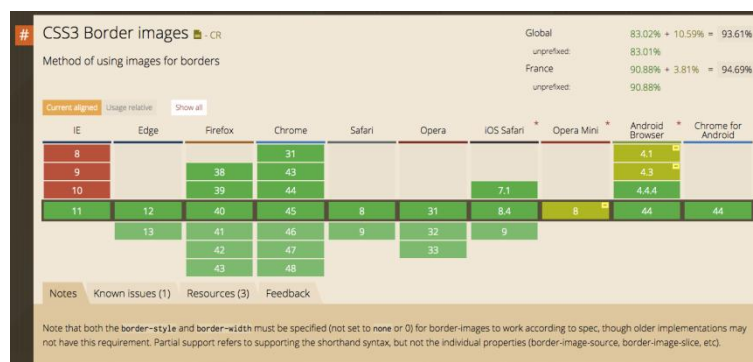 # CSS3 Border images - CR
Method of using images for borders
Global 83.02% + 10.59% = 93.61%
unprefixed: 83.01%
France 90.88% + 3.81% = 94.69%
unprefixed: 90.88%
Current aligned Usage relative Show all
IE Edge Firefox Chrome Safari Opera iOS Safari * Opera Mini * Android Browser * Chrome for Android
8 31 4.1
9 38 43 4.3
10 39 44 7.1 4.4.4
11 12 40 45 8 31 8.4 8 44 44
13 41 46 9 32 9
42 47 33
43 48
Notes Known issues (1) Resources (3) Feedback
Note that both the border-style and border-width must be specified (not set to none or 0) for border-images to work according to spec, though older implementations may
not have this requirement. Partial support refers to supporting the shorthand syntax, but not the individual properties (border-image-source, border-image-slice, etc).